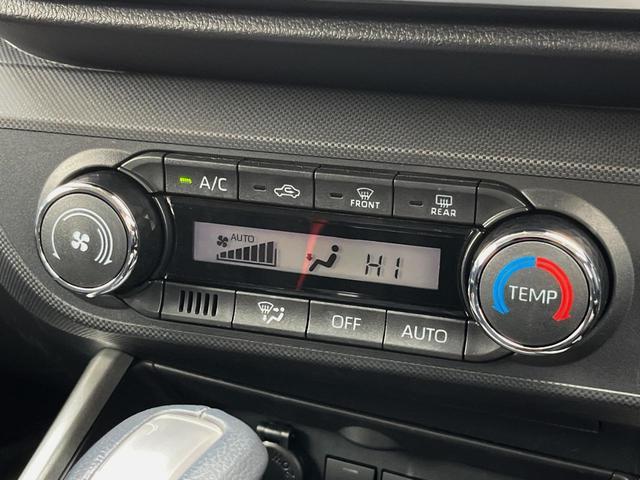 A/C
FRONT
REAR
AUTO
HI
TEMP
OFF
AUTO